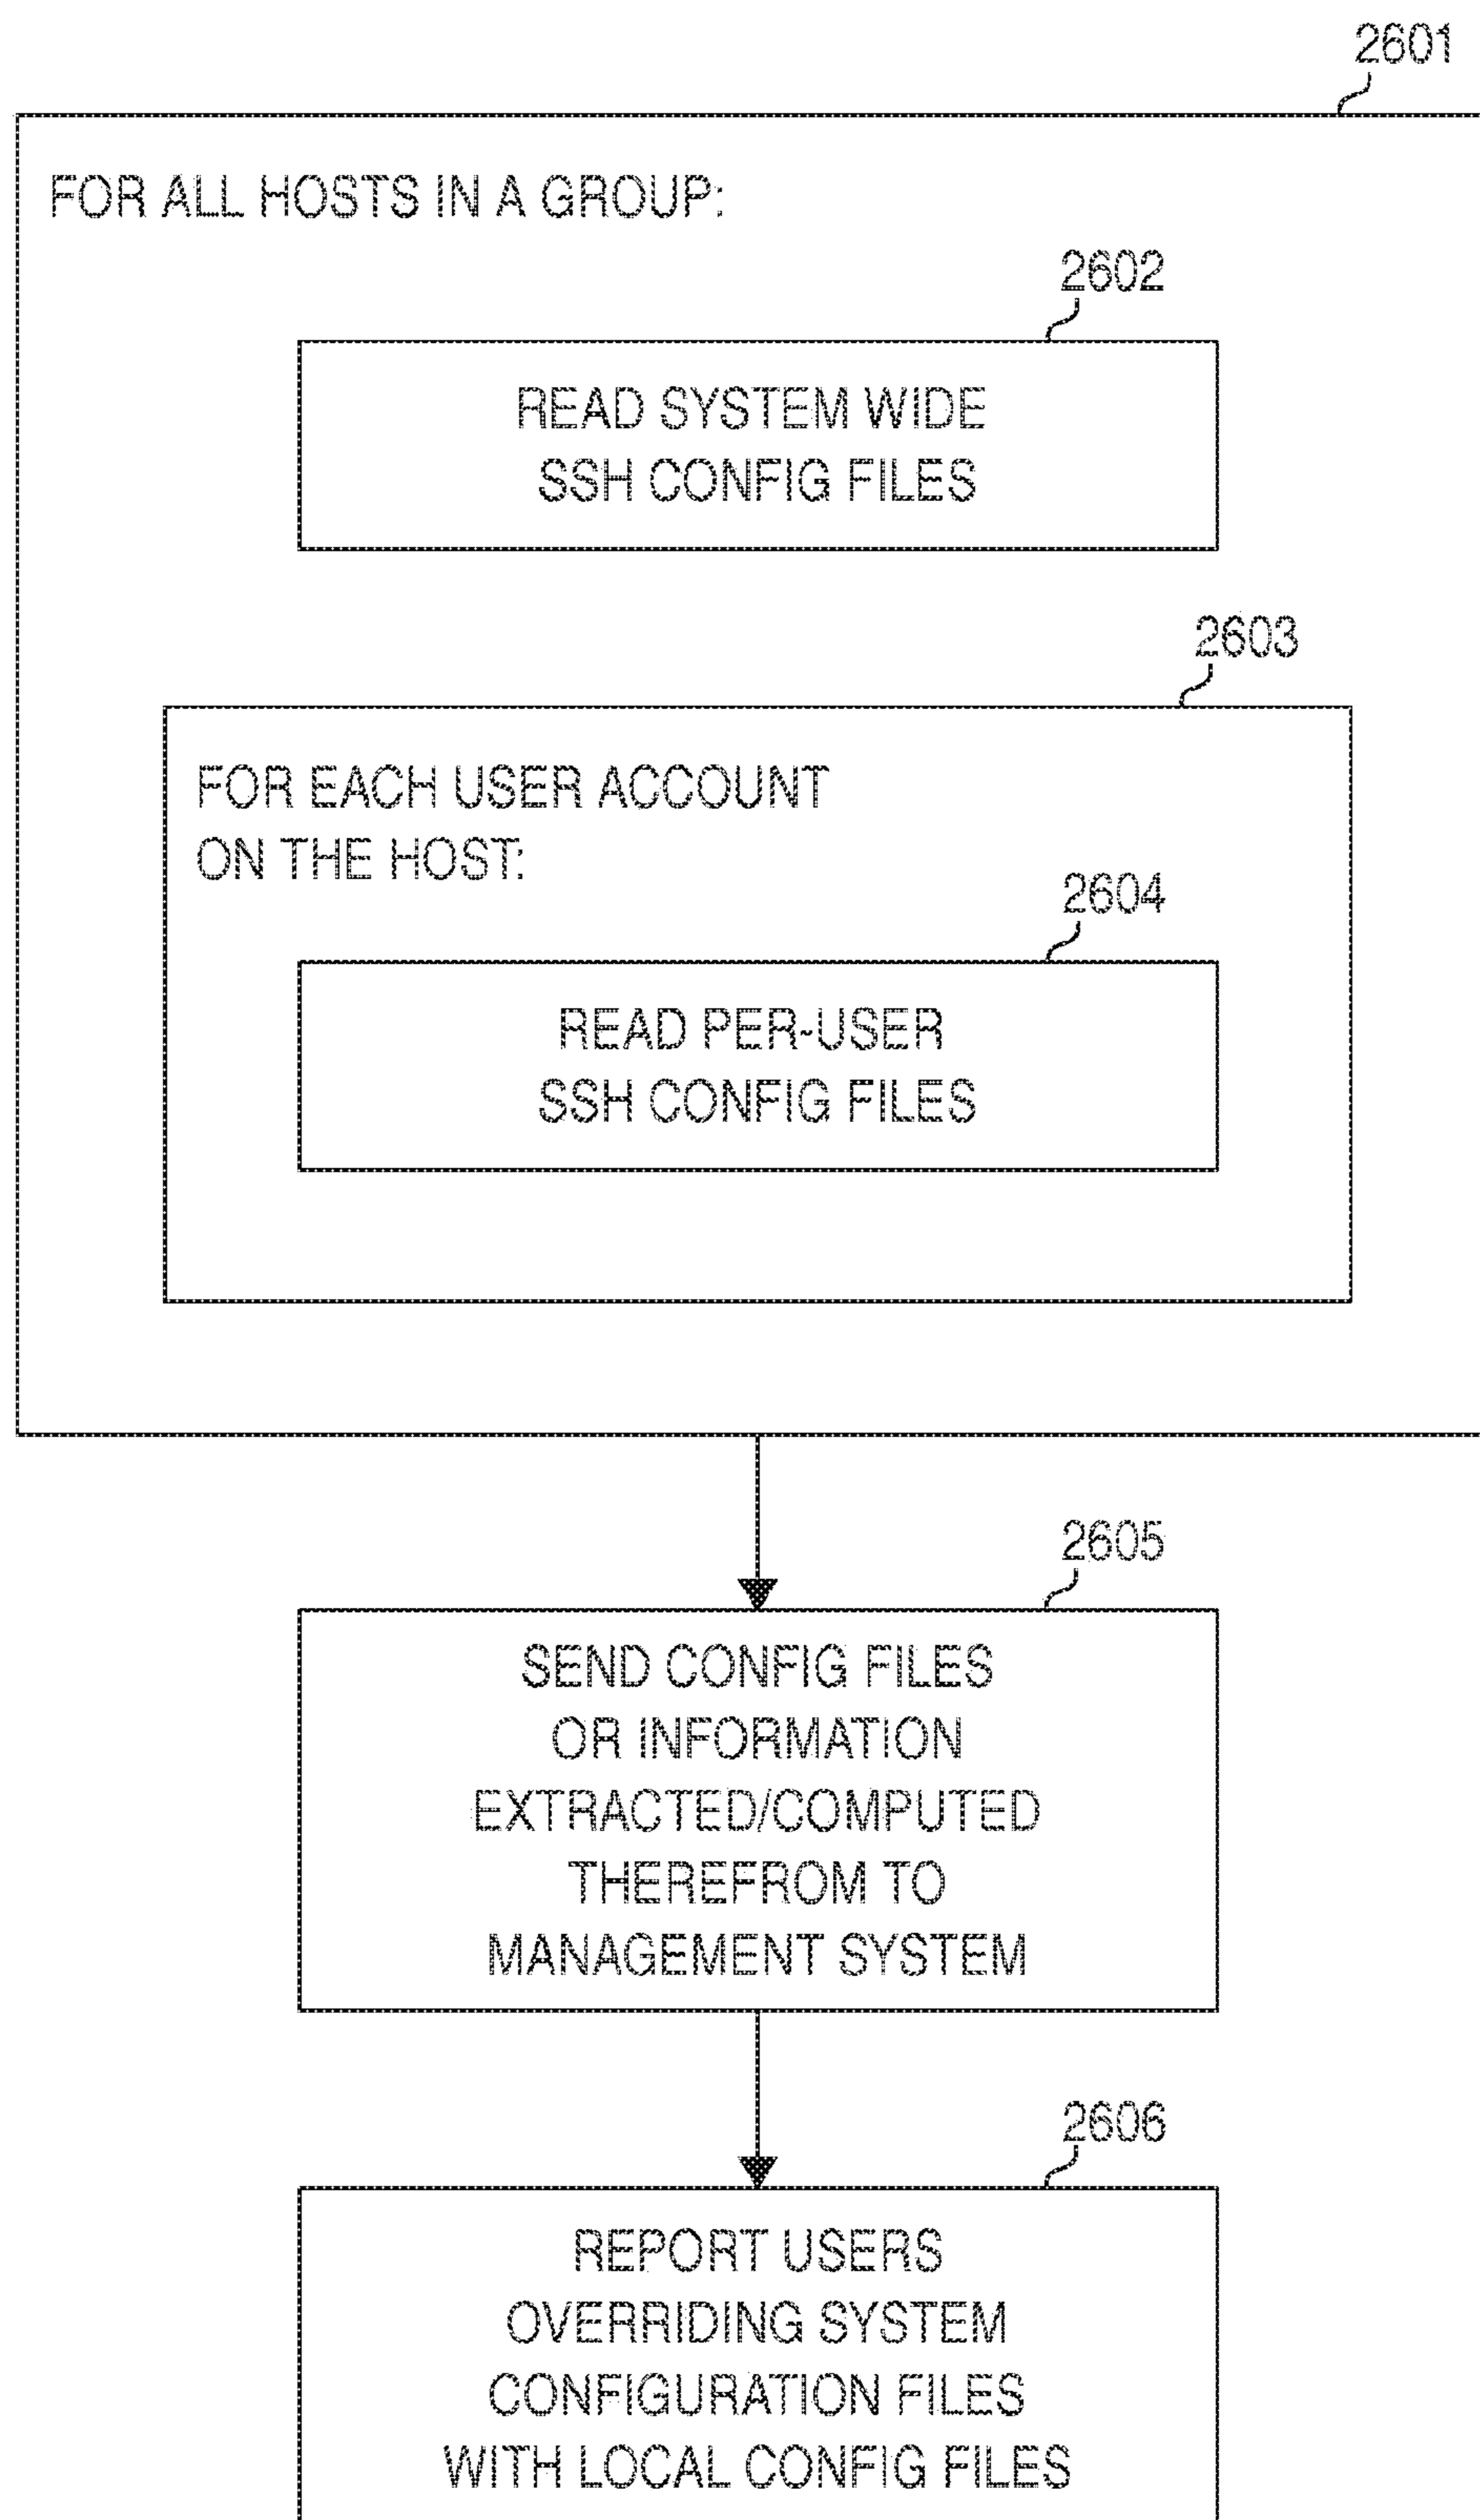 2601
FOR ALL HOSTS IN A GROUP:
2602
READ SYSTEM WIDE
SSH CONFIG FILES
2603
FOR EACH USER ACCOUNT
ON THE HOST:
2604
READ PER-USER
SSH CONFIG FILES
2605
SEND CONFIG FILES
OR INFORMATION
EXTRACTED/COMPUTED
THEREFROM TO
MANAGEMENT SYSTEM
2606
REPORT USERS
OVERRIDING SYSTEM
CONFIGURATION FILES
WITH LOCAL CONFIG FILES